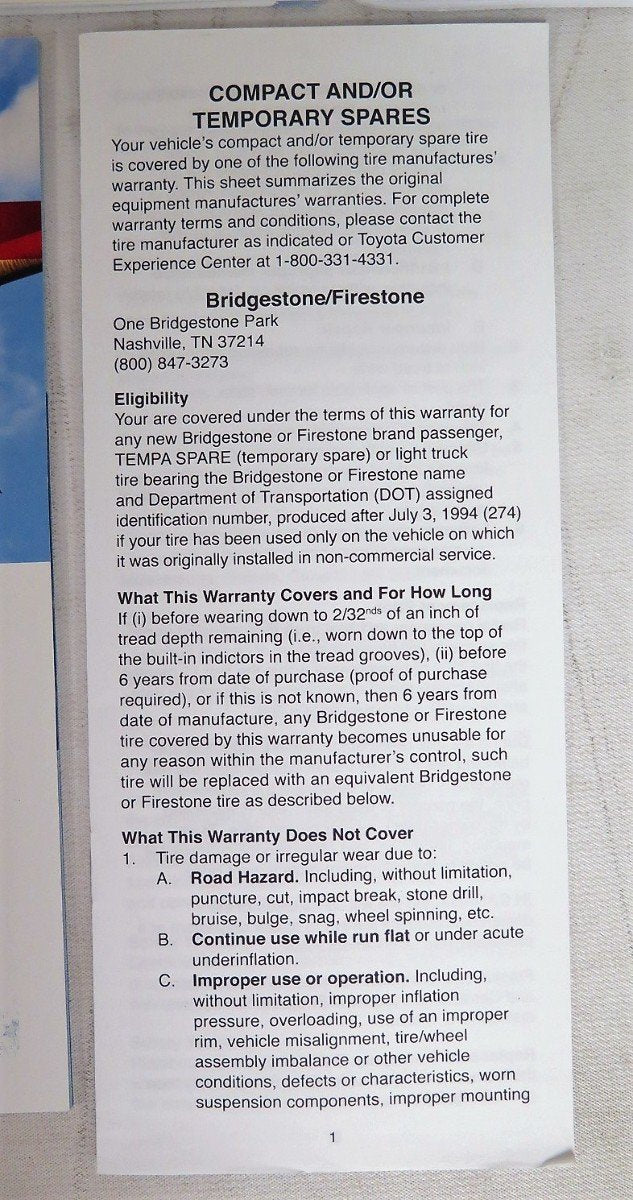 COMPACT AND/OR
TEMPORARY SPARES
Your vehicle's compact and/or temporary spare tire
is covered by one of the following tire manufactures'
warranty. This sheet summarizes the original
equipment manufactures' warranties. For complete
warranty terms and conditions, please contact the
tire manufacturer as indicated or Toyota Customer
Experience Center at 1-800-331-4331.
Bridgestone/Firestone
One Bridgestone Park
Nashville, TN 37214
(800) 847-3273
Eligibility
Your are covered under the terms of this warranty for
any new Bridgestone or Firestone brand passenger,
TEMPA SPARE (temporary spare) or light truck
tire bearing the Bridgestone or Firestone name
and Department of Transportation (DOT) assigned
identification number, produced after July 3, 1994 (274)
if your tire has been used only on the vehicle on which
it was originally installed in non-commercial service.
What This Warranty Covers and For How Long
If (i) before wearing down to 2/32nds of an inch of
tread depth remaining (i.e., worn down to the top of
the built-in indictors in the tread grooves), (ii) before
6 years from date of purchase (proof of purchase
required), or if this is not known, then 6 years from
date of manufacture, any Bridgestone or Firestone
tire covered by this warranty becomes unusable for
any reason within the manufacturer's control, such
tire will be replaced with an equivalent Bridgestone
or Firestone tire as described below.
What This Warranty Does Not Cover
1. Tire damage or irregular wear due to:
A. Road Hazard. Including, without limitation,
puncture, cut, impact break, stone drill,
bruise, bulge, snag, wheel spinning, etc.
B. Continue use while run flat or under acute
underinflation.
C. Improper use or operation. Including,
without limitation, improper inflation
pressure, overloading, use of an improper
rim, vehicle misalignment, tire/wheel
assembly imbalance or other vehicle
conditions, defects or characteristics, worn
suspension components, improper mounting
1